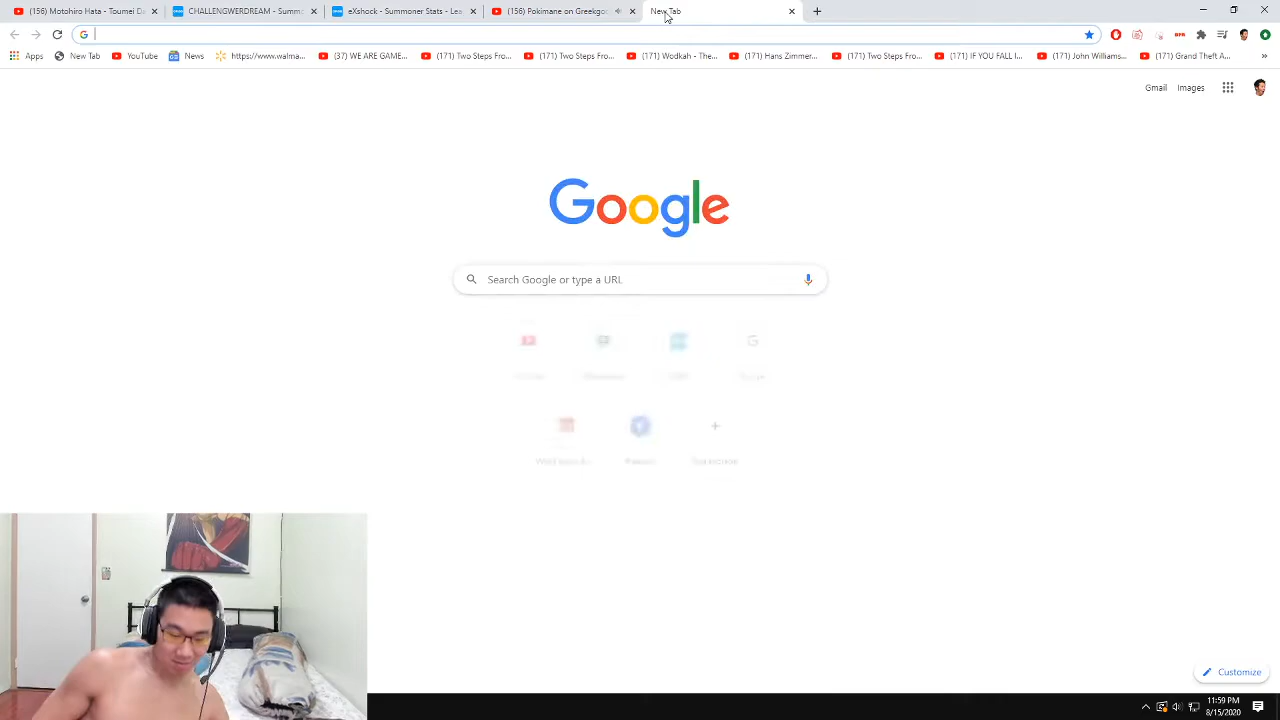 (156) Motohiro Hata - Toumei Da
CHALLENGWERDREAM - Summo
eXshock - Summoner Stats - Lea
(156) Pokimane on Greekgo
New Tab
Apps
New Tab
YouTube
News
https://www.walma...
(37) WE ARE GAME...
(171) Two Steps Fro...
(171) Two Steps Fro...
(171) Wodkah - The...
(171) Hans Zimmer...
(171) Two Steps Fro...
(171) IF YOU FALL I...
(171) John Williams...
(171) Grand Theft A...
»
Gmail
Images
Google
Search Google or type a URL
Customize
11:59 PM
8/15/2020